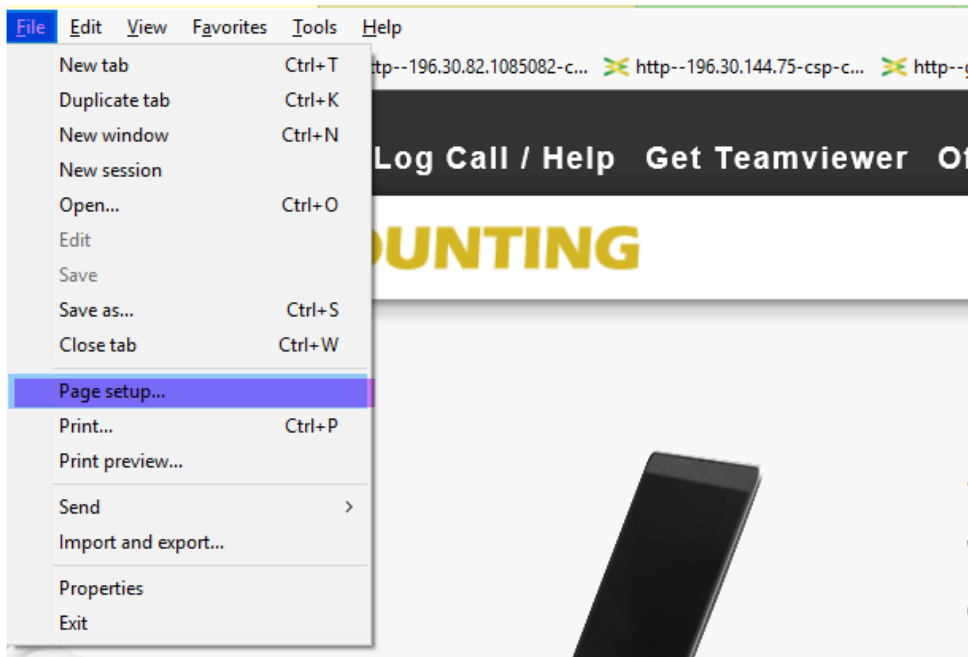 File Edit View Favorites Tools Help
New tab Ctrl+T
ttp--196.30.82.1085082-c... http--196.30.144.75-csp-c... http--g
Duplicate tab Ctrl+K
New window Ctrl+N
Log Call / Help Get Teamviewer Of
New session
Open... Ctrl+O
OUNTING
Edit
Save
Save as... Ctrl+S
Close tab Ctrl+W
Page setup...
Print... Ctrl+P
Print preview...
Send >
Import and export...
Properties
Exit